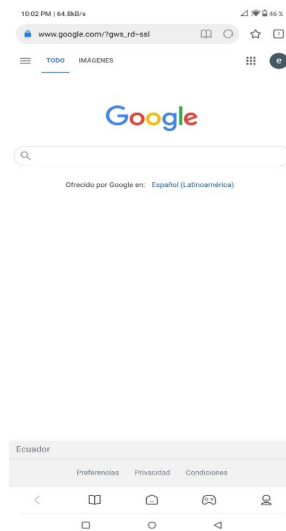 10:02 PM | 64.8kB/s 46 %
www.google.com/?gws_rd=ssl
TODO IMÁGENES e
Google
Ofrecido por Google en: Español (Latinoamérica)
Ecuador
Preferencias Privacidad Condiciones